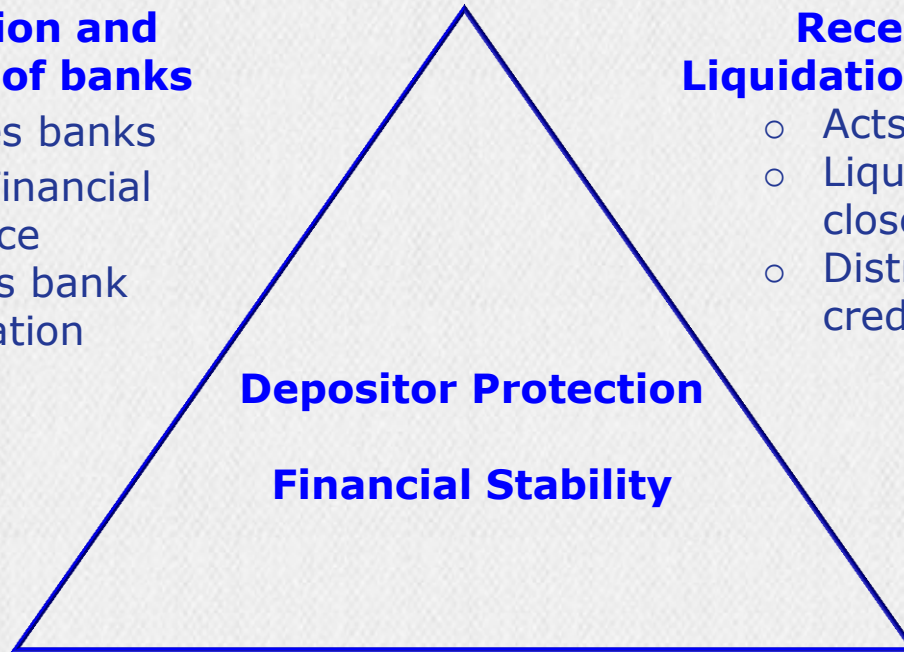 ion and
of banks
s banks
inancial
ce
s bank
ation
Rece
Liquidatio
Acts
Liqu
close
Distr
cred
Depositor Protection
Financial Stability